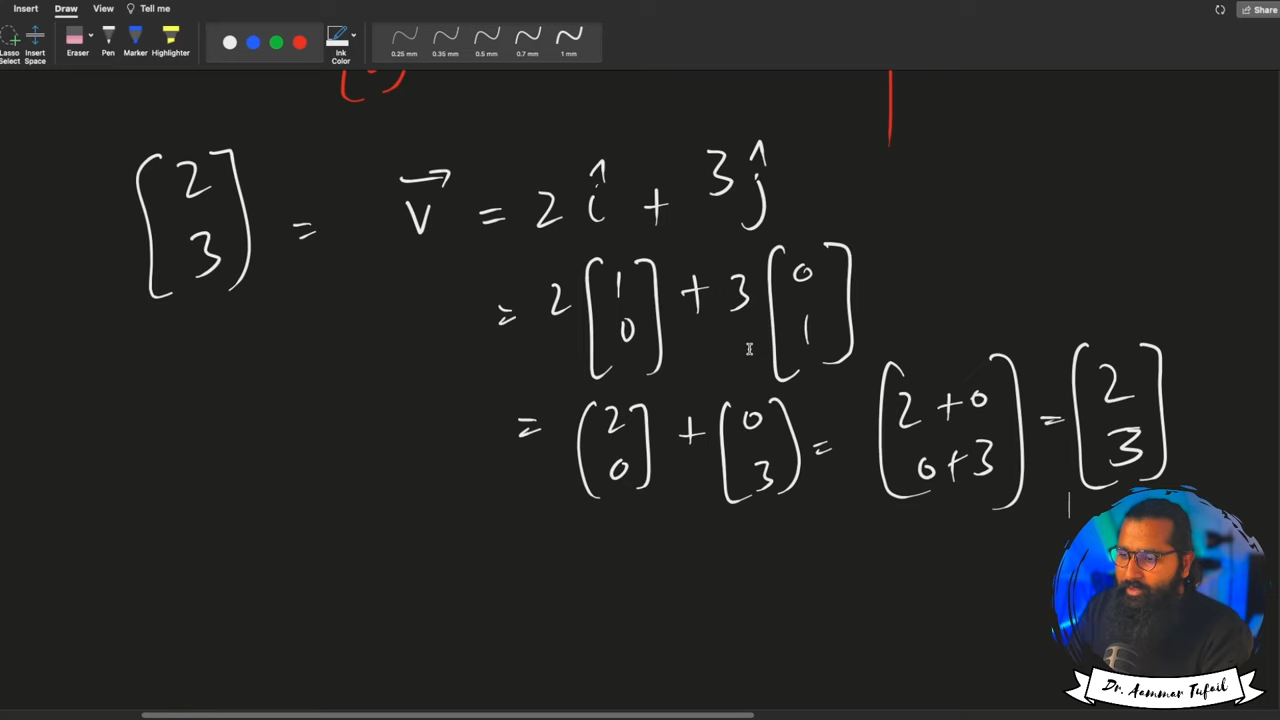 Insert Draw View Tell me Share
Lasso Select Insert Space Eraser Pen Marker Highlighter Ink Color 0.25 mm 0.35 mm 0.5 mm 0.7 mm 1 mm
[2 3] = v⃗ = 2 î + 3 ĵ
= 2 [1 0] + 3 [0 1]
= [2 0] + [0 3] = [2+0 0+3] = [2 3]
Dr. Aammar Tufail